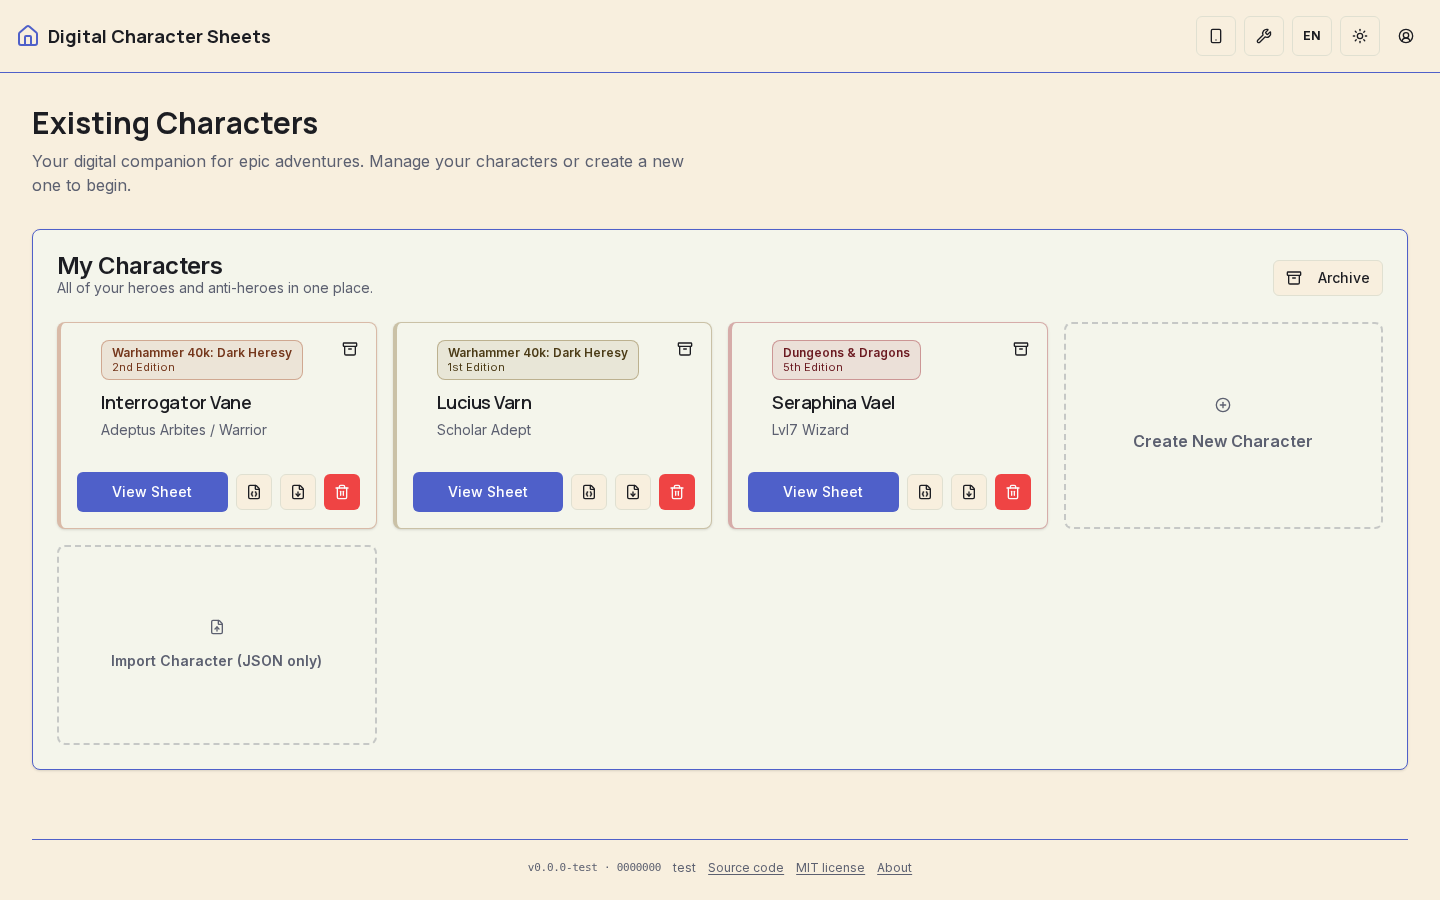 Digital Character Sheets
EN
Existing Characters
Your digital companion for epic adventures. Manage your characters or create a new
one to begin.
My Characters
All of your heroes and anti-heroes in one place.
Archive
Warhammer 40k: Dark Heresy
2nd Edition
Interrogator Vane
Adeptus Arbites / Warrior
View Sheet
Warhammer 40k: Dark Heresy
1st Edition
Lucius Varn
Scholar Adept
View Sheet
Dungeons & Dragons
5th Edition
Seraphina Vael
Lvl7 Wizard
View Sheet
Create New Character
Import Character (JSON only)
v0.0.0-test · 0000000 test Source code MIT license About